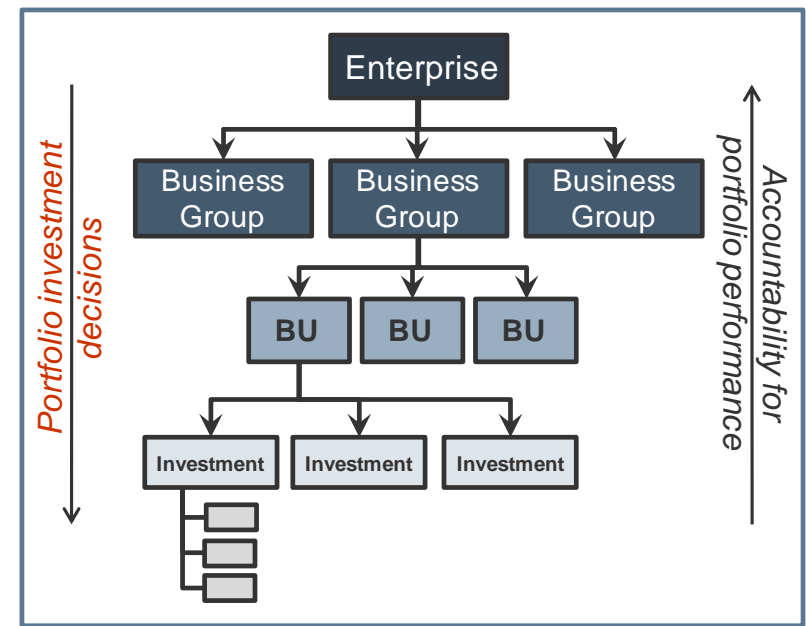 Enterprise
Business
Group
Business
Group
Business
Group
BU
BU
BU
Investment
Investment
Investment
Portfolio investment
decisions
Accountability for
portfolio performance